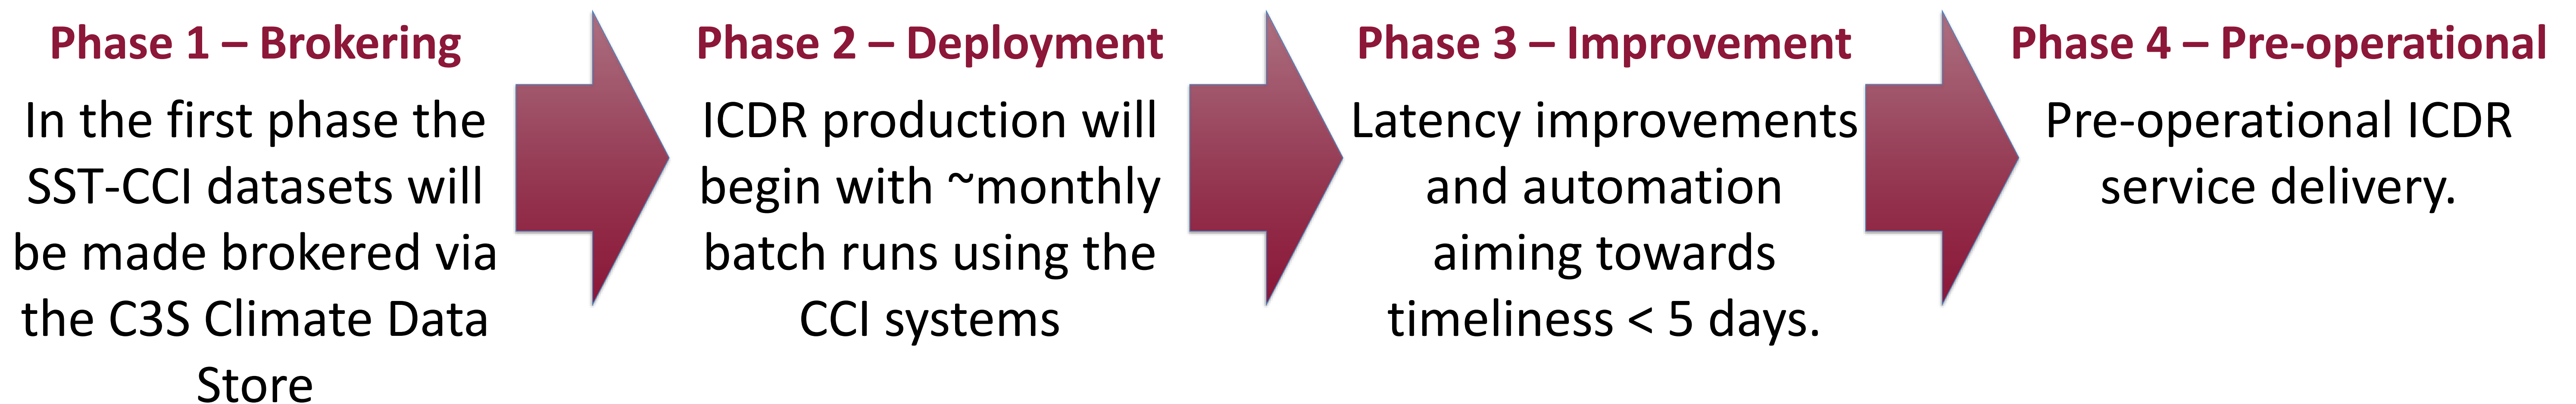 Phase 1 – Brokering
In the first phase the
SST-CCI datasets will
be made brokered via
the C3S Climate Data
Store
Phase 2 – Deployment
ICDR production will
begin with ~monthly
batch runs using the
CCI systems
Phase 3 – Improvement
Latency improvements
and automation
aiming towards
timeliness < 5 days.
Phase 4 – Pre-operational
Pre-operational ICDR
service delivery.